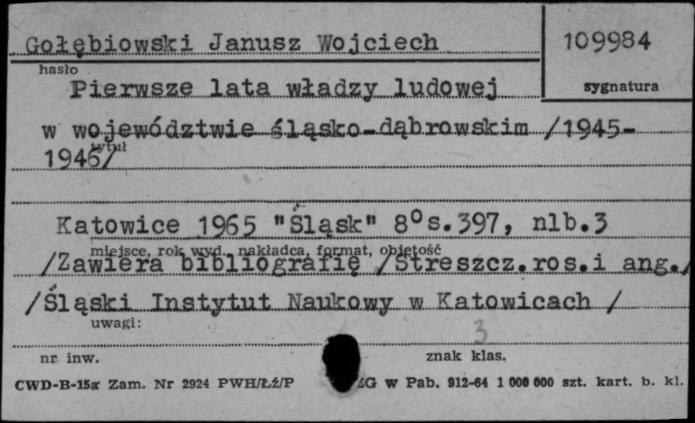 Gołębiowski Janusz Wojciech
109984
hasło
sygnatura
Pierwsze lata władzy ludowej
w województwie śląsko-dąbrowskim /1945-
1946/
tytuł
Katowice 1965 "Śląsk" 8° s.397, nlb.3
miejsce, rok wyd., nakładca, format, objętość
/Zawiera bibliografię /Streszcz.ros.i ang./
/Śląski Instytut Naukowy w Katowicach /
uwagi:
3
nr inw.
znak klas.
CWD-B-15a Zam. Nr 2924 PWH/Łż/P ZG w Pab. 912-64 1 000 000 szt. kart. b. kl.